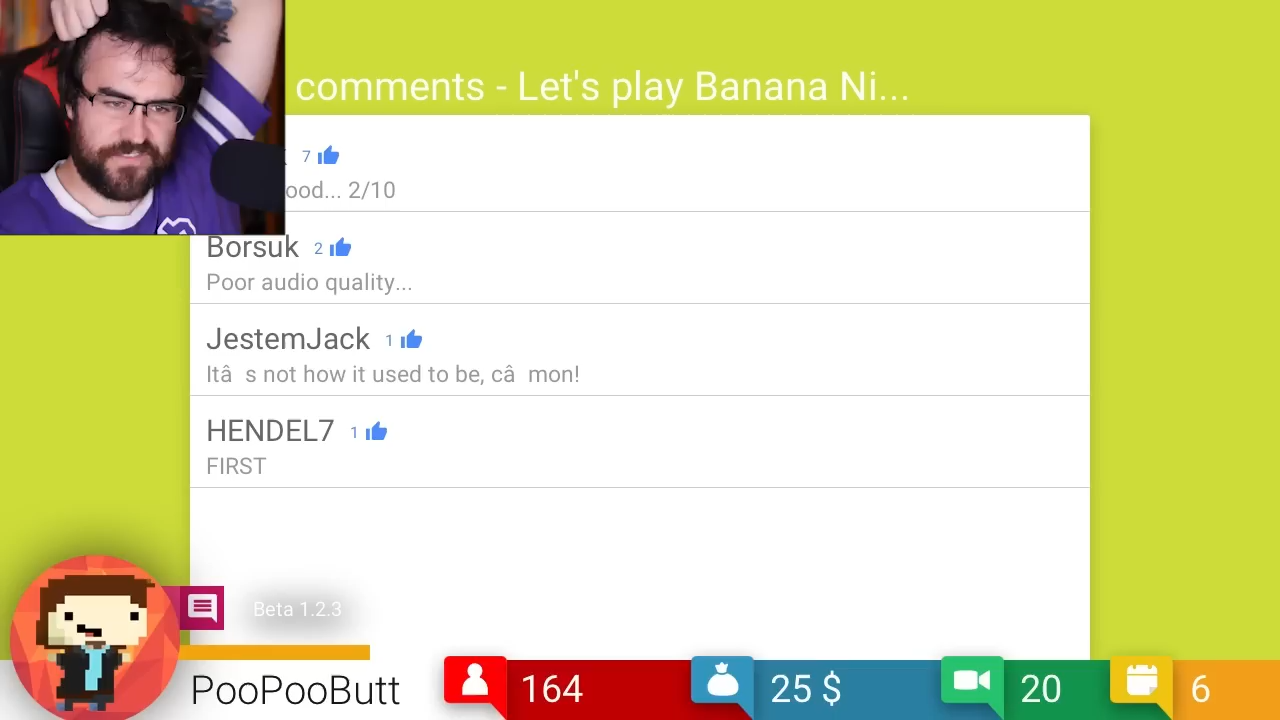 comments - Let's play Banana Ni...
7
ood... 2/10
Borsuk 2
Poor audio quality...
JestemJack 1
Itâ s not how it used to be, câ mon!
HENDEL7 1
FIRST
Beta 1.2.3
PooPooButt
164
25 $
20
6